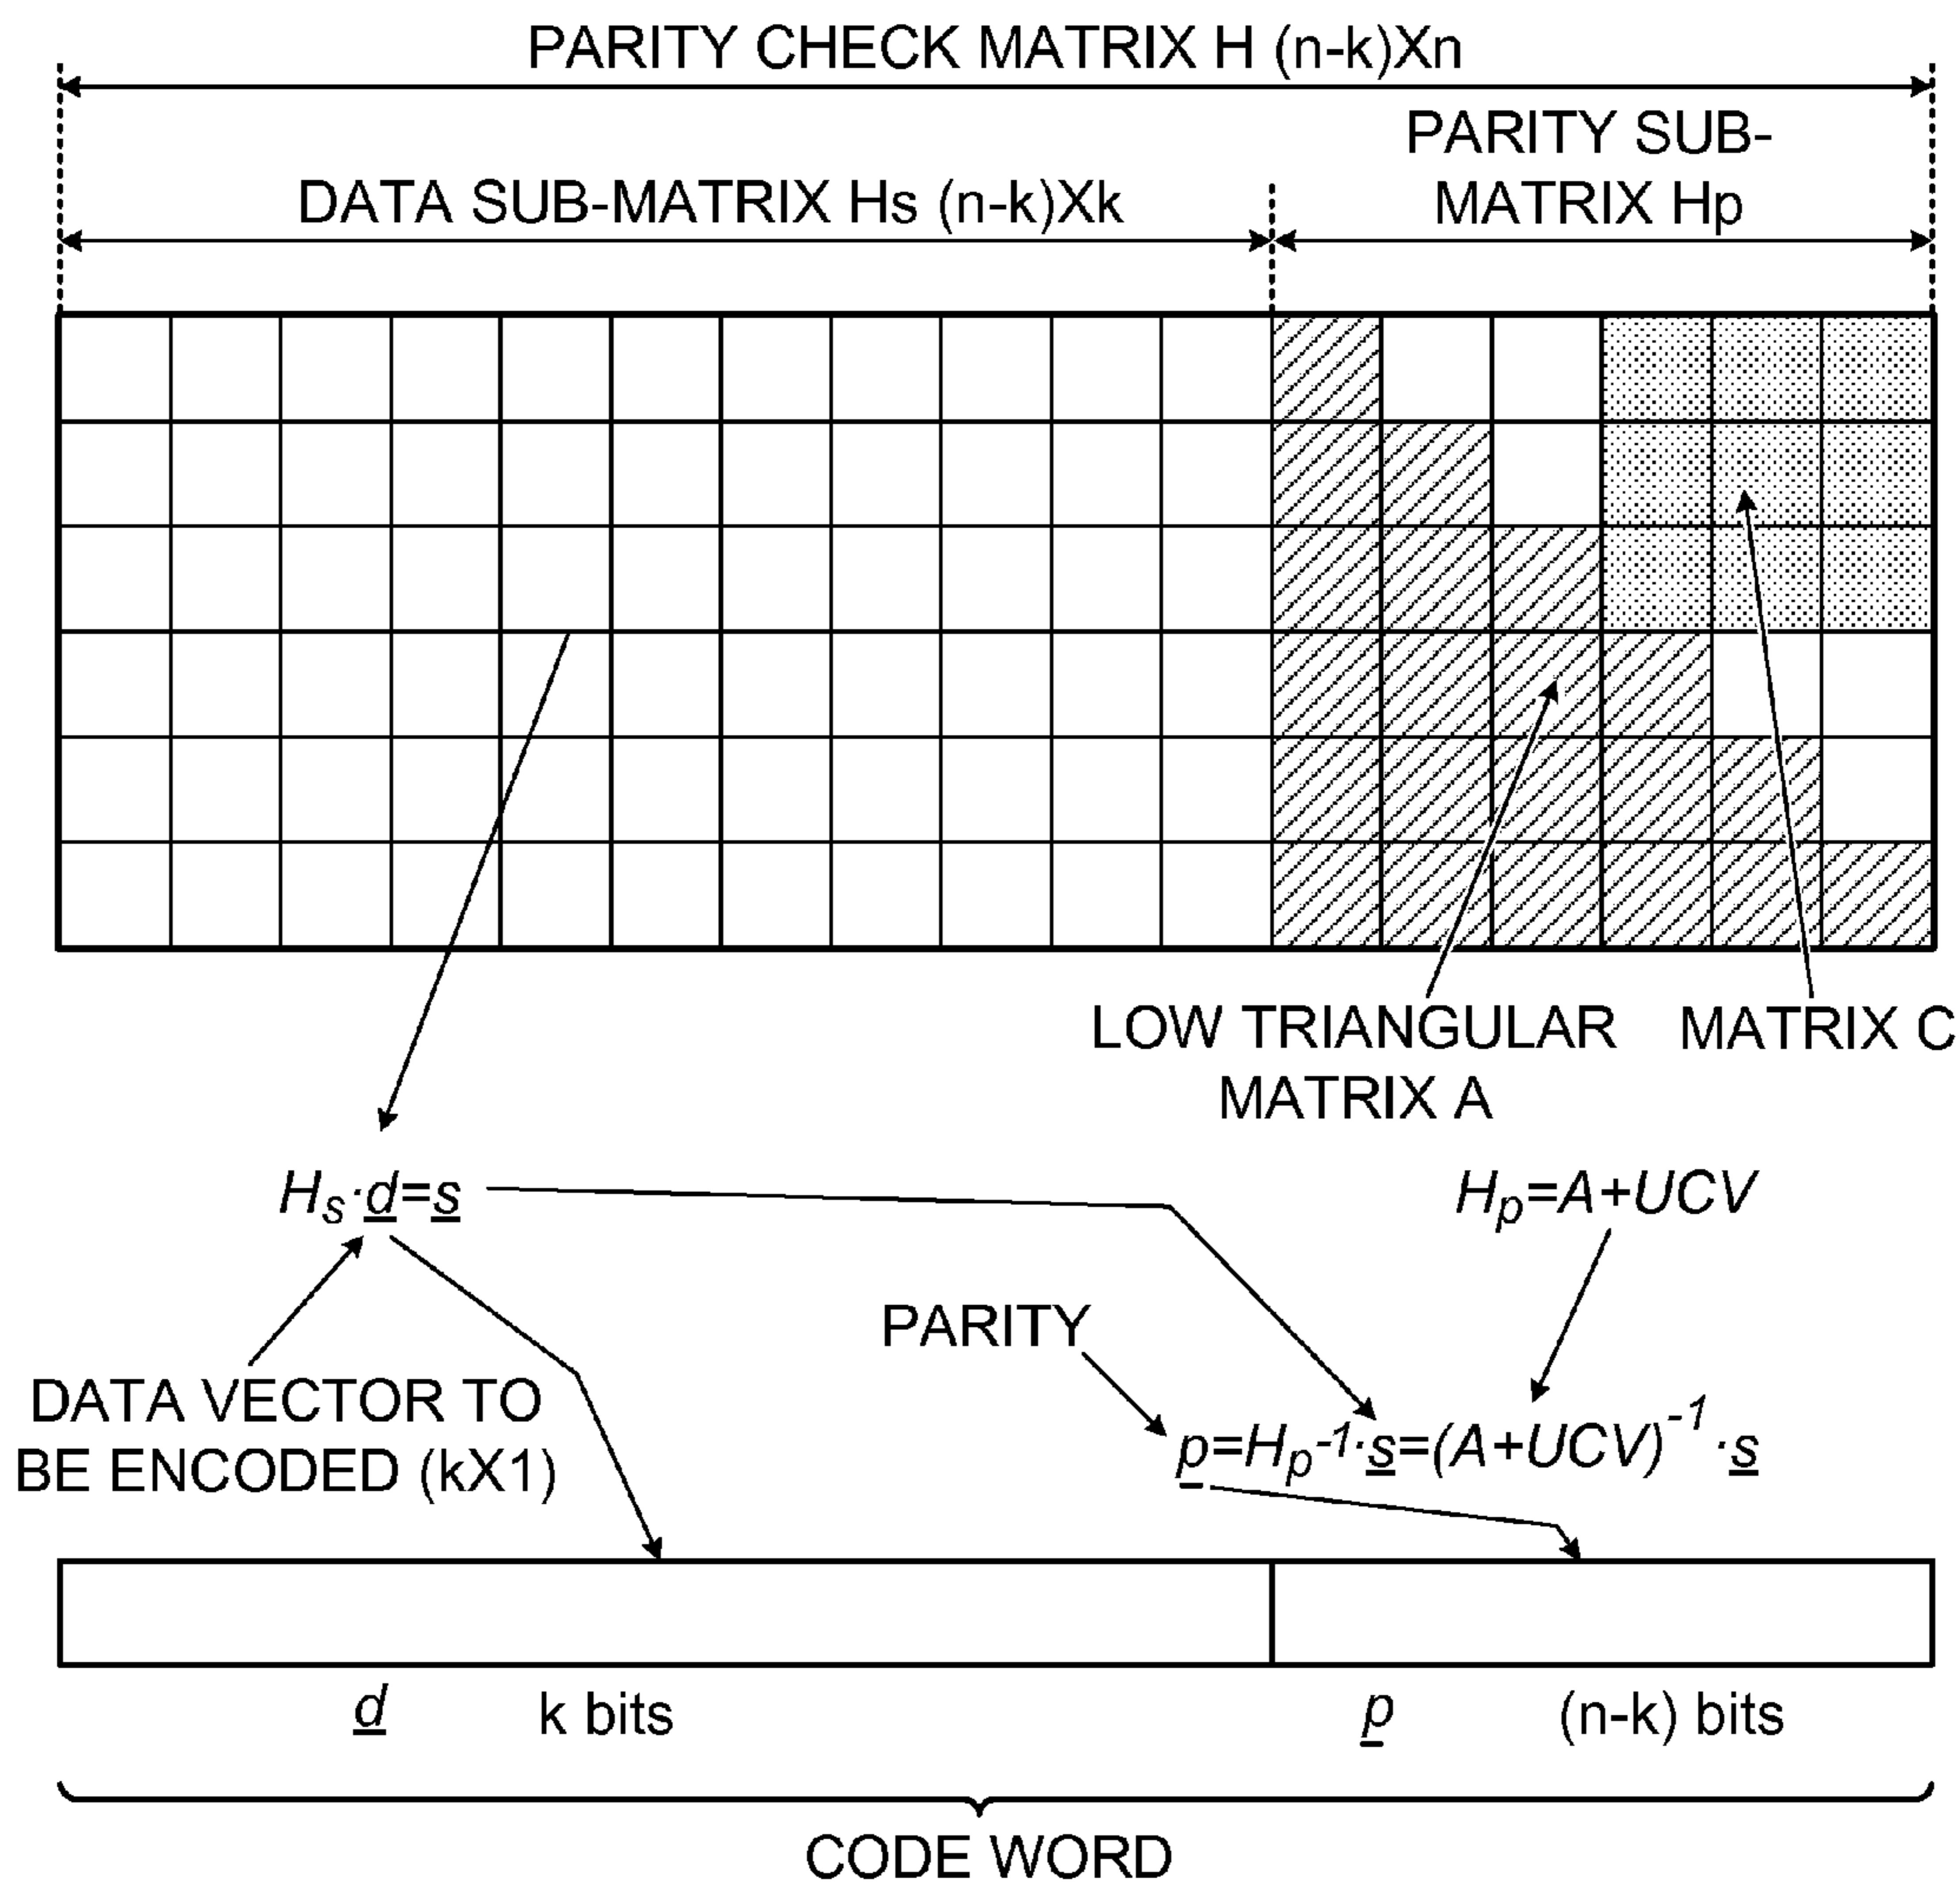 PARITY CHECK MATRIX H (n-k)Xn
PARITY SUB-
MATRIX Hp
DATA SUB-MATRIX Hs (n-k)Xk
LOW TRIANGULAR
MATRIX A
MATRIX C
Hs·d=s
Hp=A+UCV
PARITY
DATA VECTOR TO
BE ENCODED (kX1)
p=Hp⁻¹·s=(A+UCV)⁻¹·s
d k bits p (n-k) bits
CODE WORD